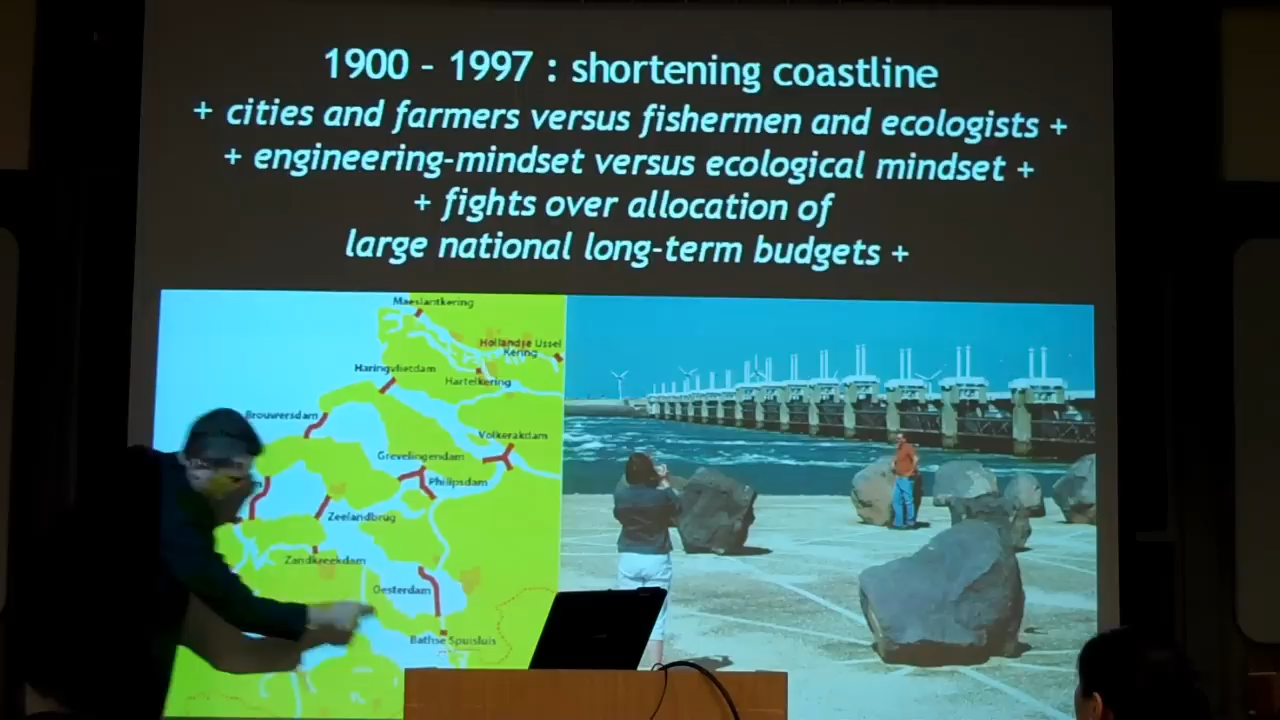 1900 – 1997 : shortening coastline
+ cities and farmers versus fishermen and ecologists +
+ engineering-mindset versus ecological mindset +
+ fights over allocation of
large national long-term budgets +
Maeslantkering
Hollandse IJssel
Kering
Haringvlietdam
Hartelkering
Brouwersdam
Volkerakdam
Grevelingendam
Philipsdam
Zeelandbrug
Zandkreekdam
Oesterdam
Bathse Spuisluis